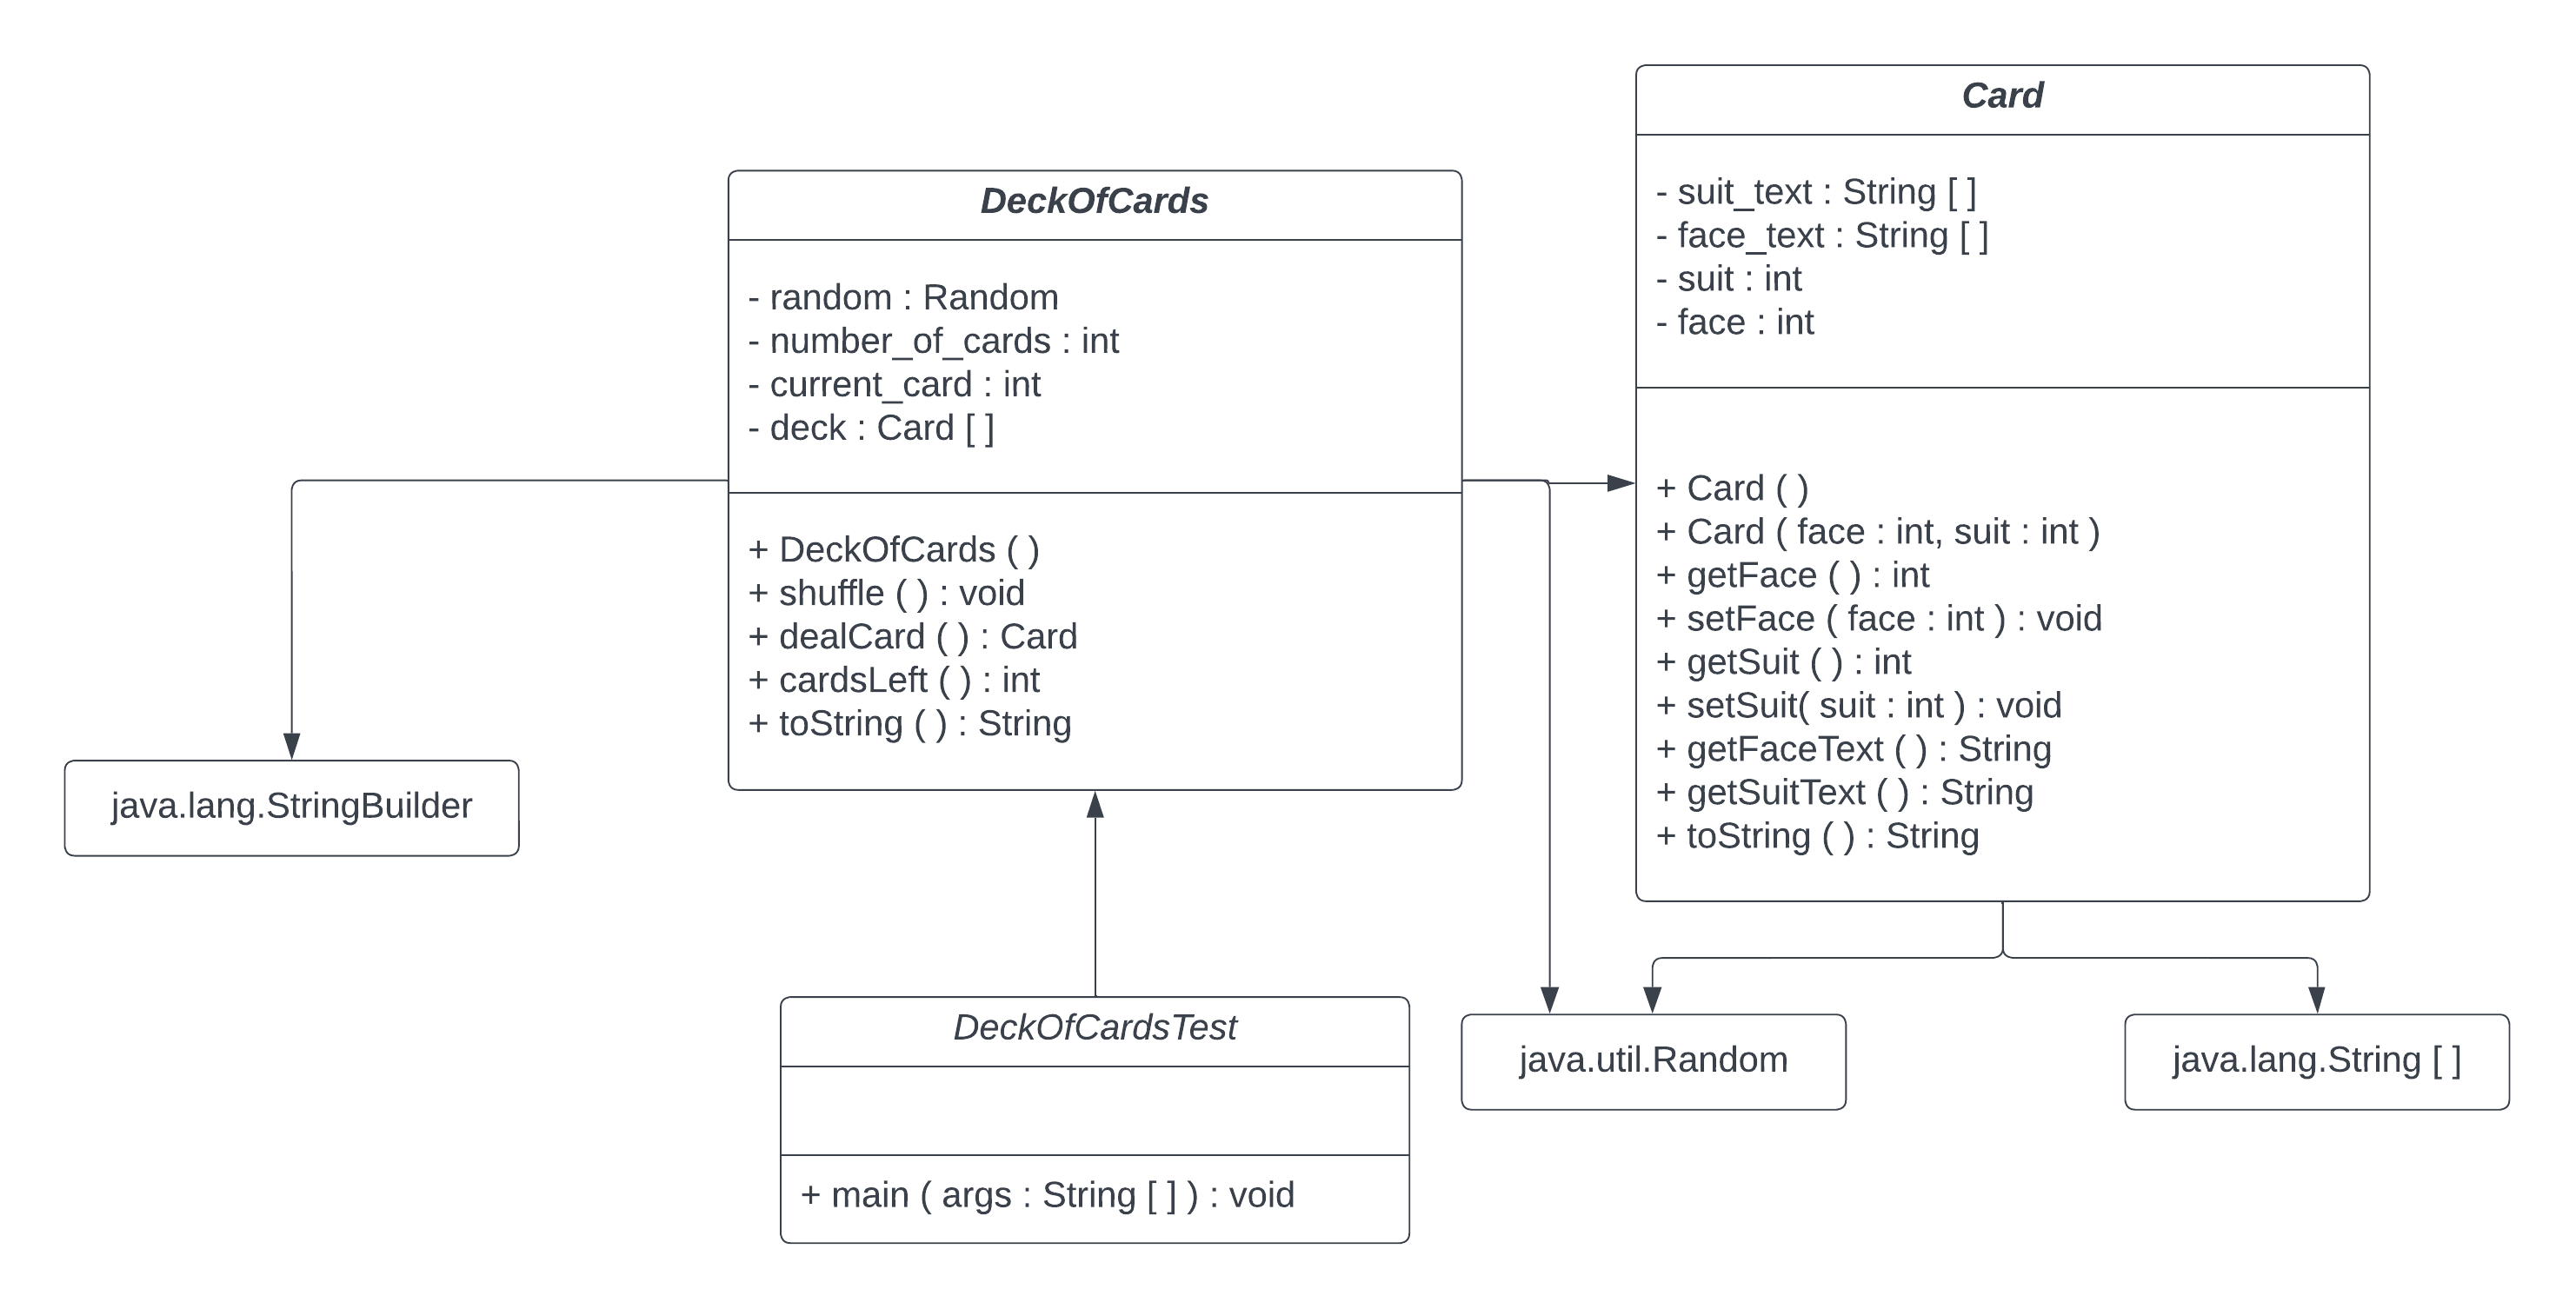 DeckOfCards
- random : Random
- number_of_cards : int
- current_card : int
- deck : Card [ ]
+ DeckOfCards ( )
+ shuffle ( ) : void
+ dealCard ( ) : Card
+ cardsLeft ( ) : int
+ toString ( ) : String
Card
- suit_text : String [ ]
- face_text : String [ ]
- suit : int
- face : int
+ Card ( )
+ Card ( face : int, suit : int )
+ getFace ( ) : int
+ setFace ( face : int ) : void
+ getSuit ( ) : int
+ setSuit( suit : int ) : void
+ getFaceText ( ) : String
+ getSuitText ( ) : String
+ toString ( ) : String
java.lang.StringBuilder
DeckOfCardsTest
+ main ( args : String [ ] ) : void
java.util.Random
java.lang.String [ ]